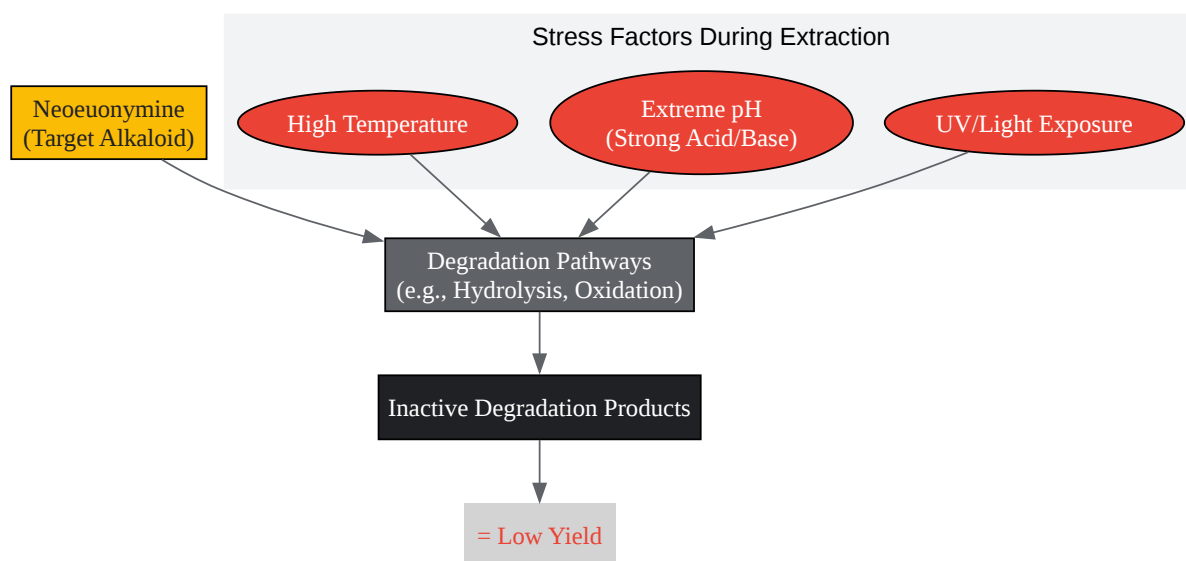 Stress Factors During Extraction
Neoeuonymine
(Target Alkaloid)
High Temperature
Extreme pH
(Strong Acid/Base)
UV/Light Exposure
Degradation Pathways
(e.g., Hydrolysis, Oxidation)
Inactive Degradation Products
= Low Yield